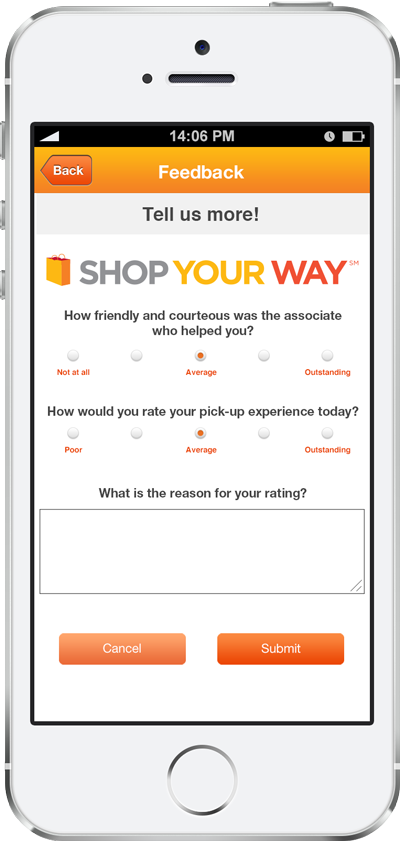 14:06 PM
Back
Feedback
Tell us more!
SHOP YOUR WAY SM
How friendly and courteous was the associate
who helped you?
Not at all Average Outstanding
How would you rate your pick-up experience today?
Poor Average Outstanding
What is the reason for your rating?
Cancel Submit